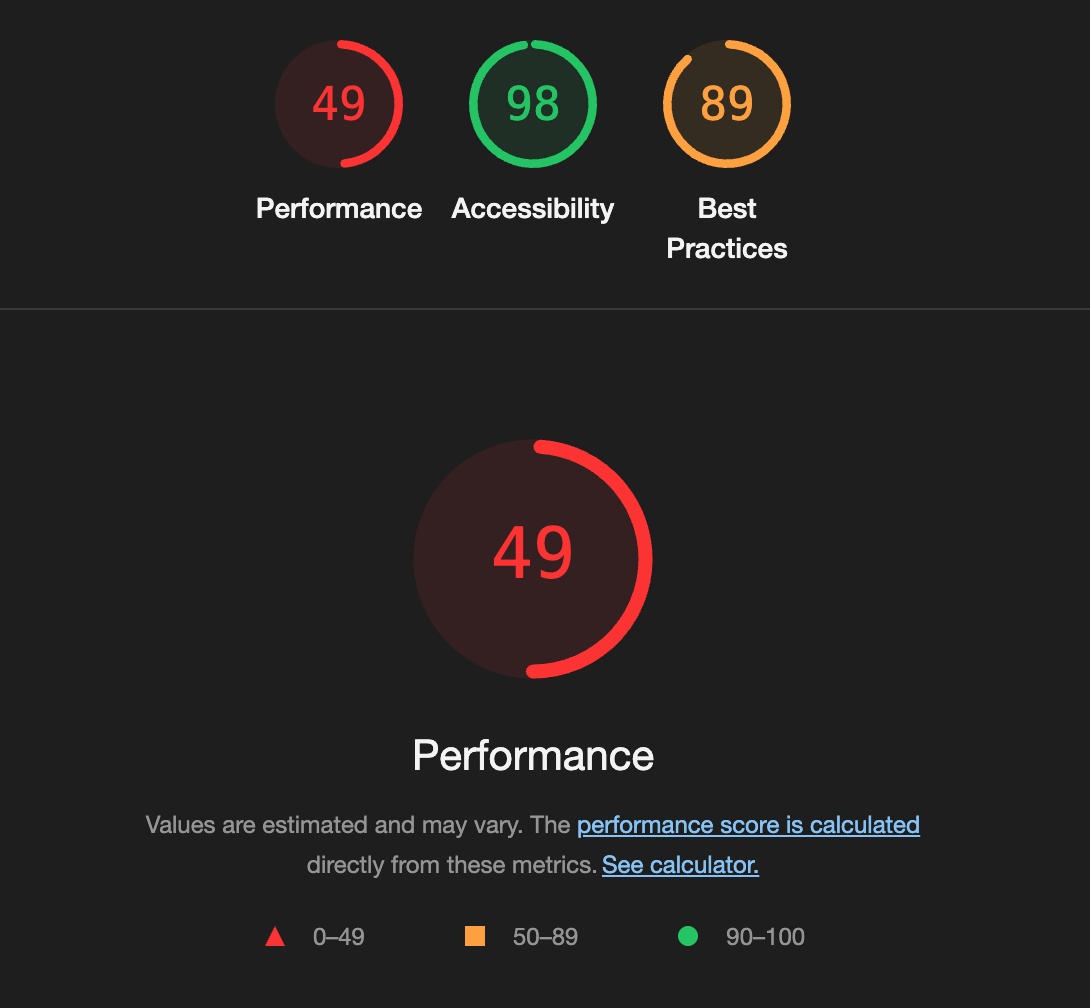 49
98
89
Performance
Accessibility
Best
Practices
49
Performance
Values are estimated and may vary. The performance score is calculated
directly from these metrics. See calculator.
0–49
50–89
90–100